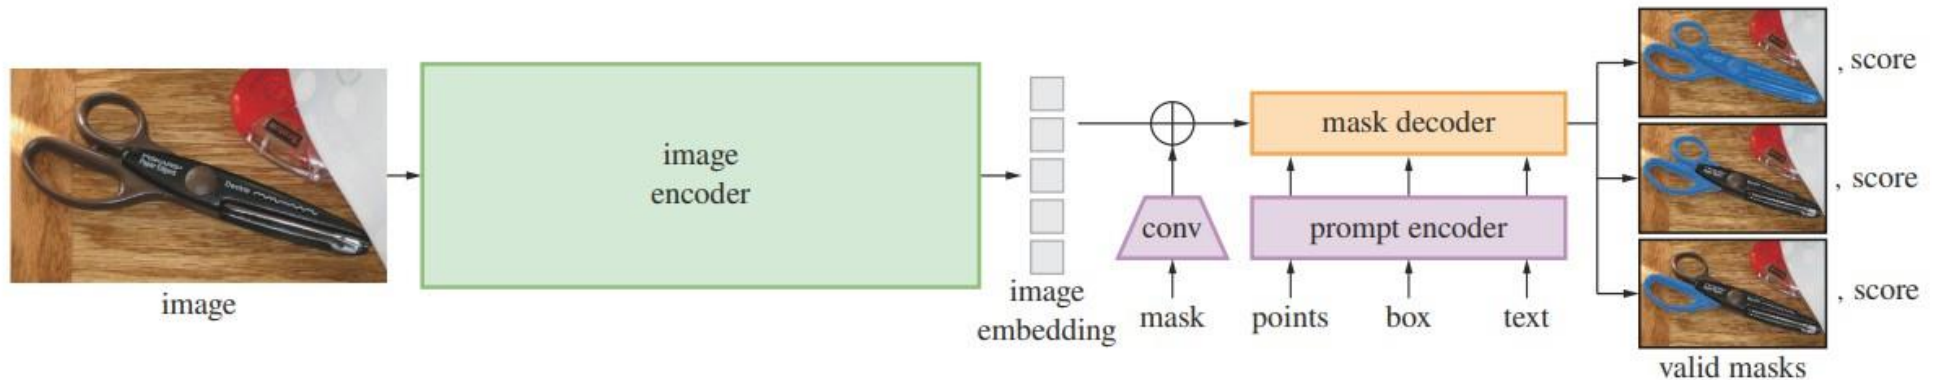 image
encoder
image
image
embedding
conv
mask
mask decoder
prompt encoder
points
box
text
, score
, score
, score
valid masks